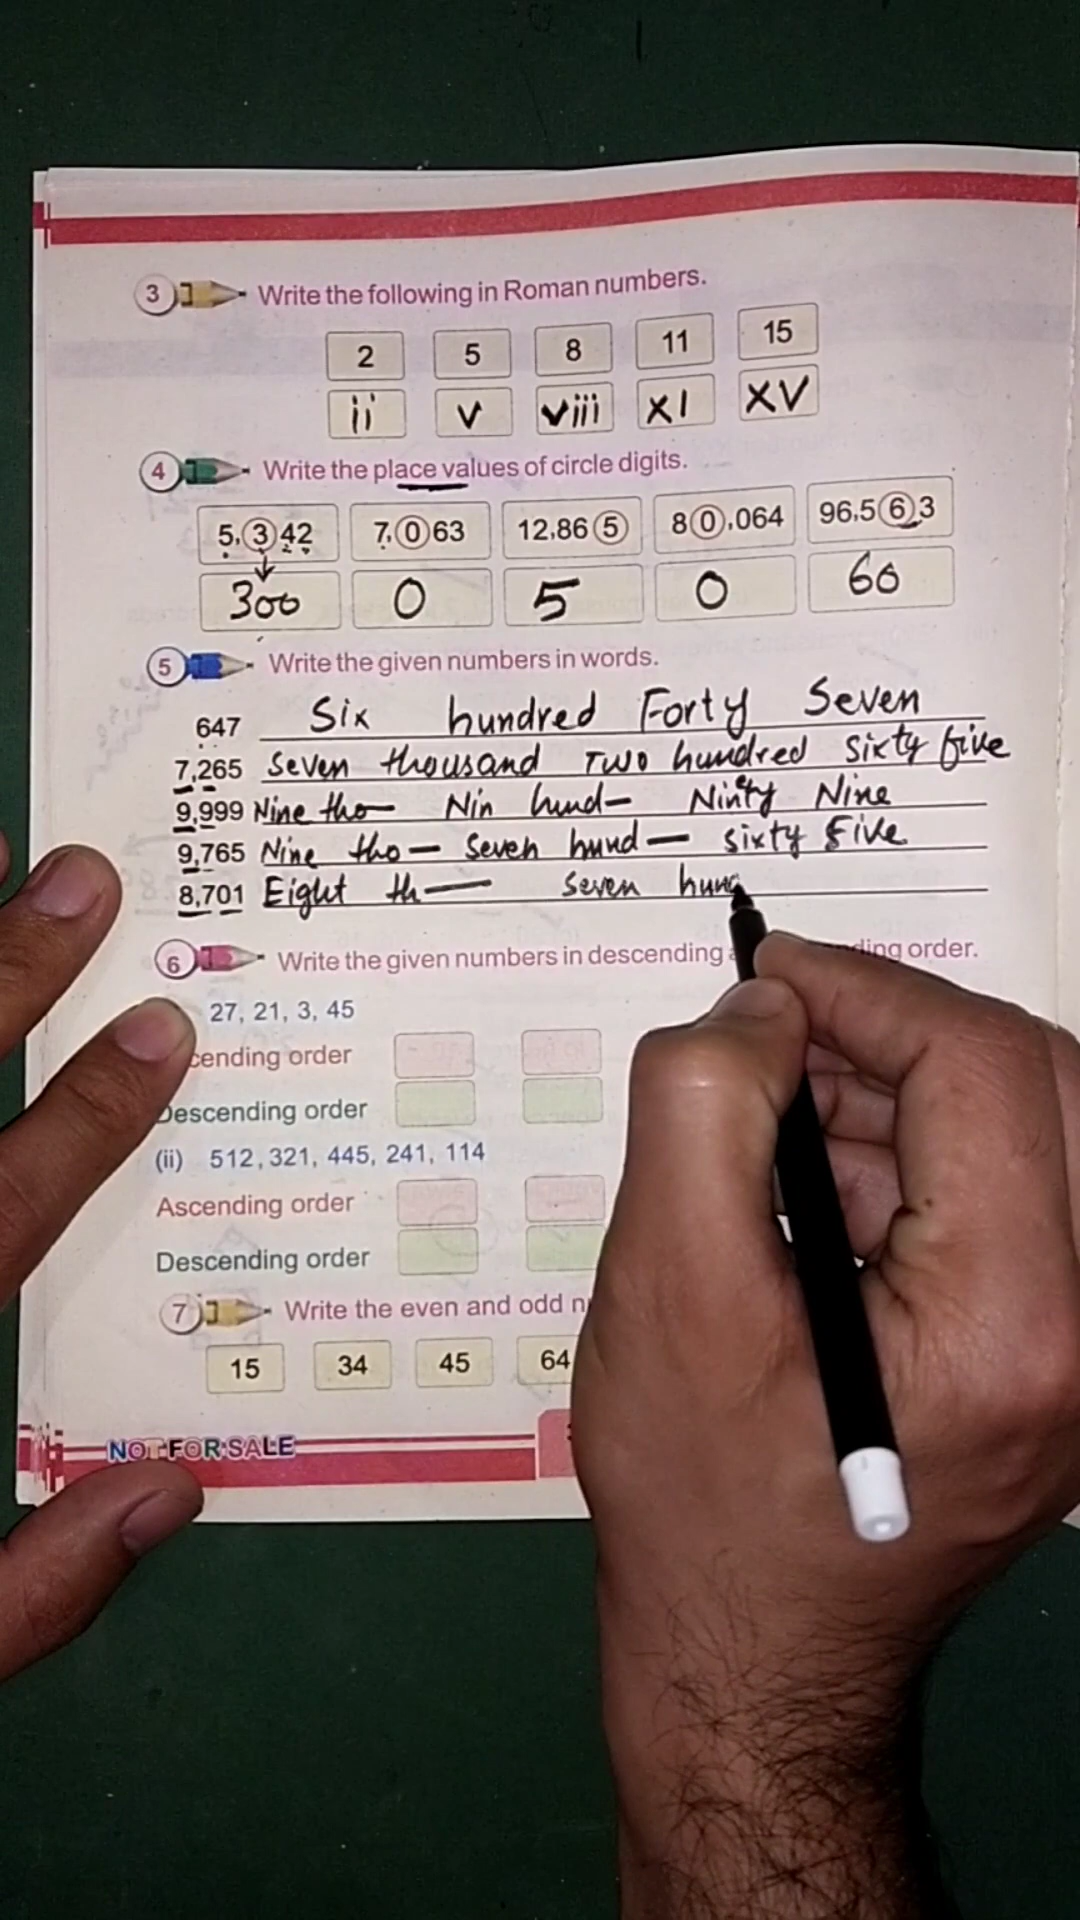 3 Write the following in Roman numbers.
2 5 8 11 15
ii v viii XI XV
4 Write the place values of circle digits.
5,342 7,063 12,865 80,064 96,563
300 0 5 0 60
5 Write the given numbers in words.
647 Six hundred Forty Seven
7,265 Seven thousand Two hundred Sixty five
9,999 Nine tho— Nin hund— Ninety Nine
9,765 Nine tho— Seven hund— sixty Five
8,701 Eight th— Seven hund
6 Write the given numbers in descending order.
27, 21, 3, 45
cending order
Descending order
(ii) 512, 321, 445, 241, 114
Ascending order
Descending order
7 Write the even and odd
15 34 45 64
NOT FOR SALE